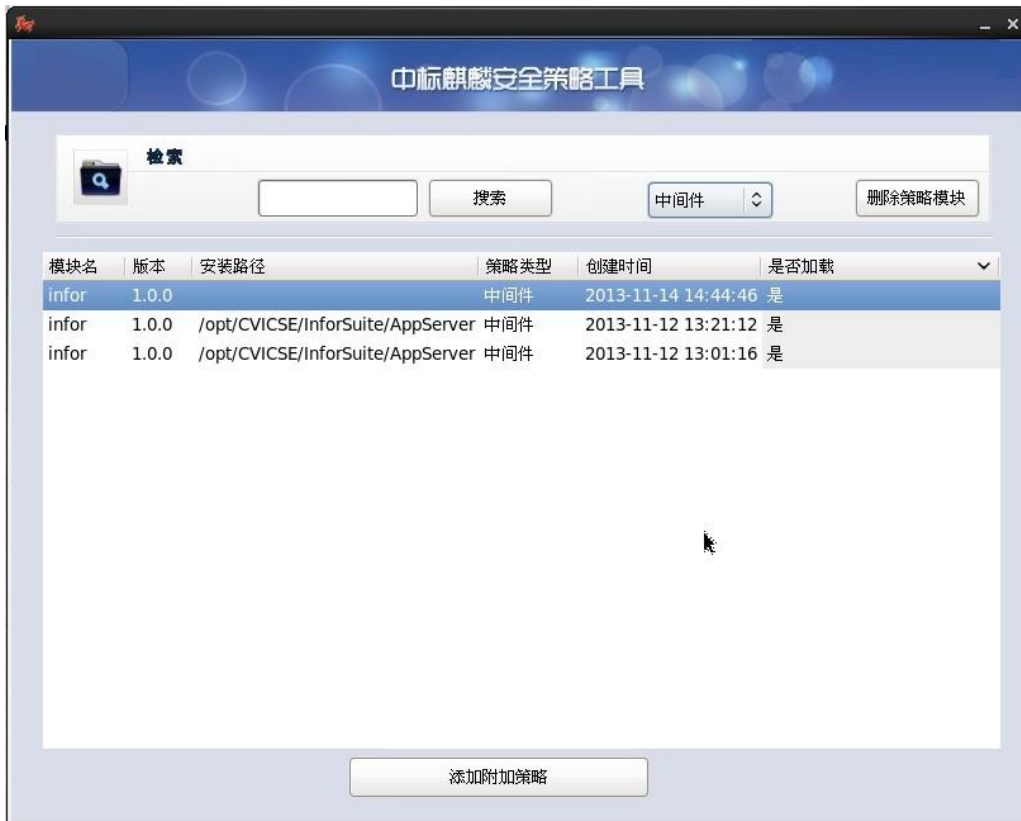 中标麒麟安全策略工具
检索
搜索 中间件 删除策略模块
模块名 版本 安装路径 策略类型 创建时间 是否加载
infor 1.0.0 中间件 2013-11-14 14:44:46 是
infor 1.0.0 /opt/CVICSE/InforSuite/AppServer 中间件 2013-11-12 13:21:12 是
infor 1.0.0 /opt/CVICSE/InforSuite/AppServer 中间件 2013-11-12 13:01:16 是
添加附加策略